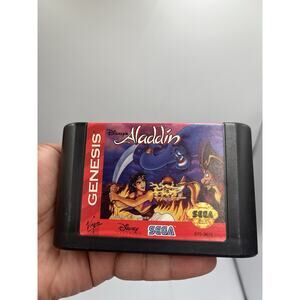 GENESIS
Disney's
Aladdin
SEGA
Virgin
Disney
SEGA